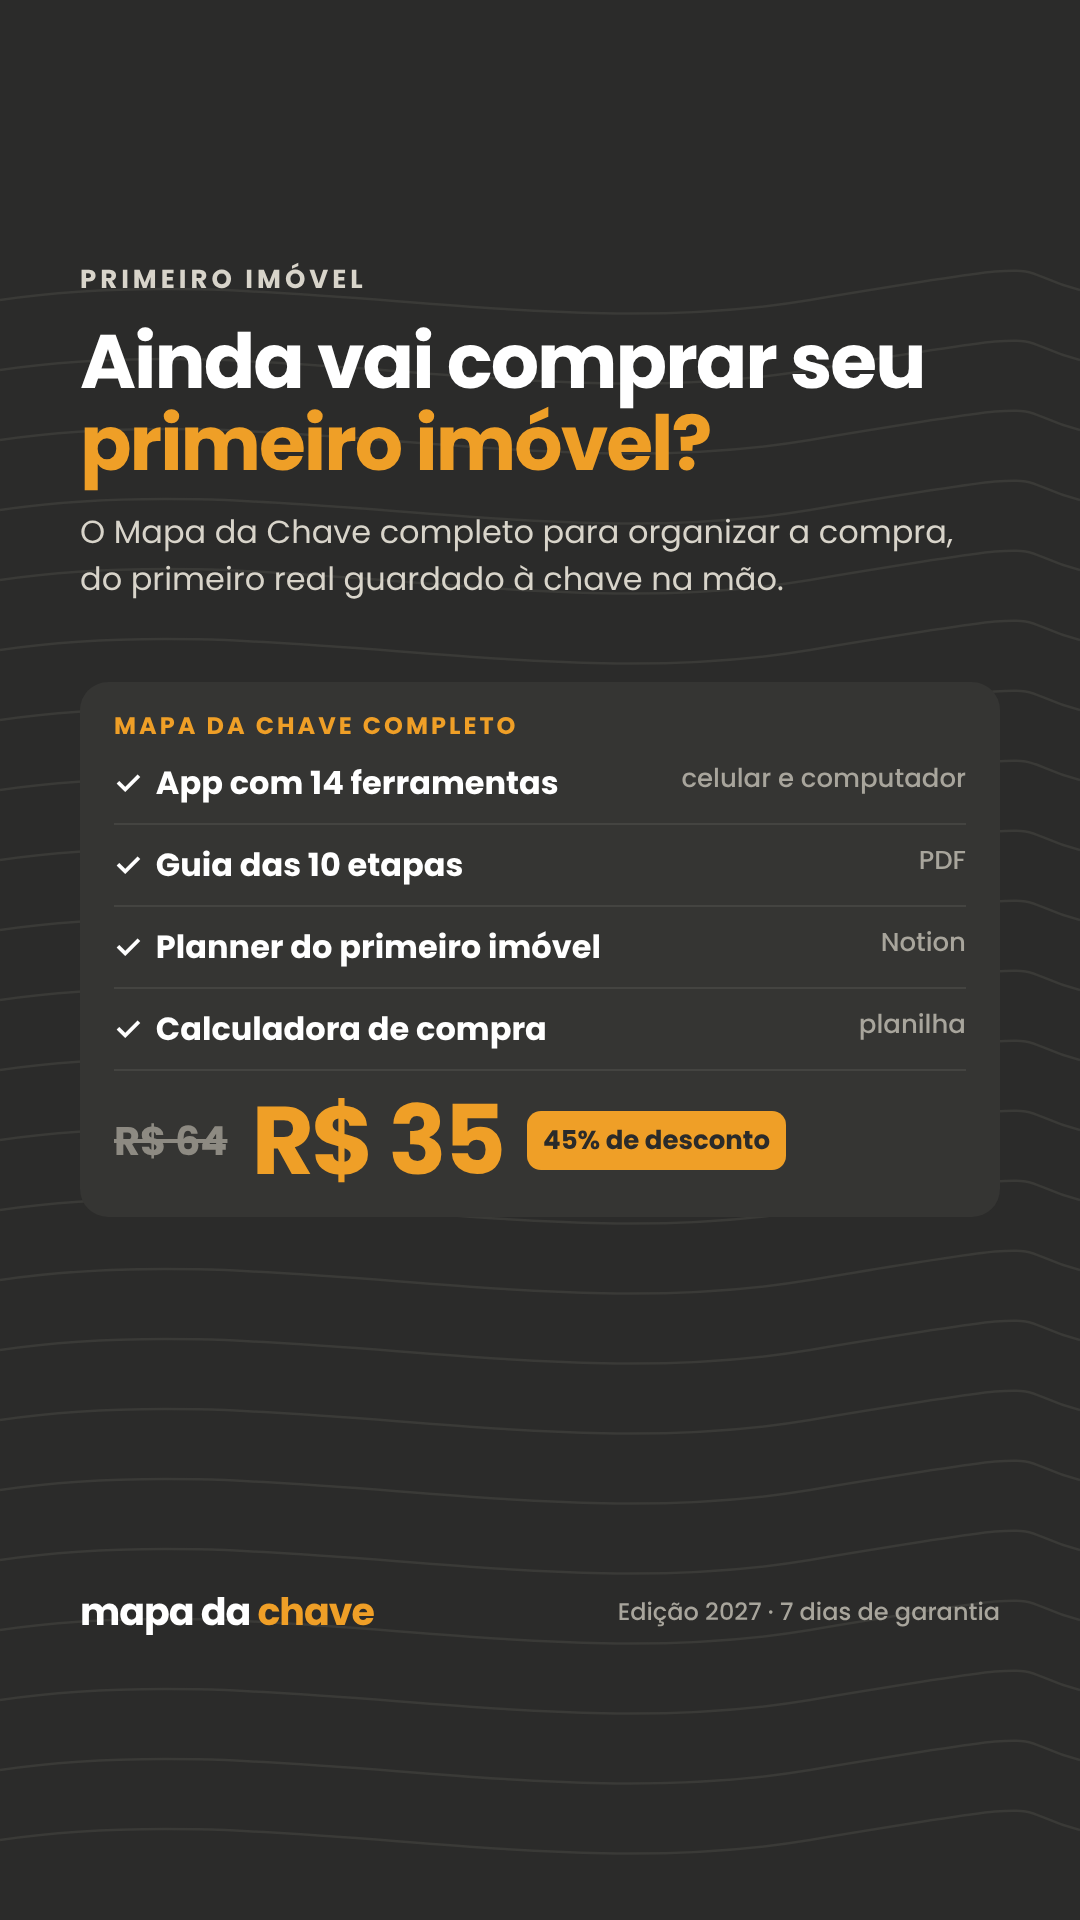 PRIMEIRO IMÓVEL
Ainda vai comprar seu
primeiro imóvel?
O Mapa da Chave completo para organizar a compra,
do primeiro real guardado à chave na mão.
MAPA DA CHAVE COMPLETO
✓ App com 14 ferramentas celular e computador
✓ Guia das 10 etapas PDF
✓ Planner do primeiro imóvel Notion
✓ Calculadora de compra planilha
R$ 64 R$ 35 45% de desconto
mapa da chave Edição 2027 · 7 dias de garantia